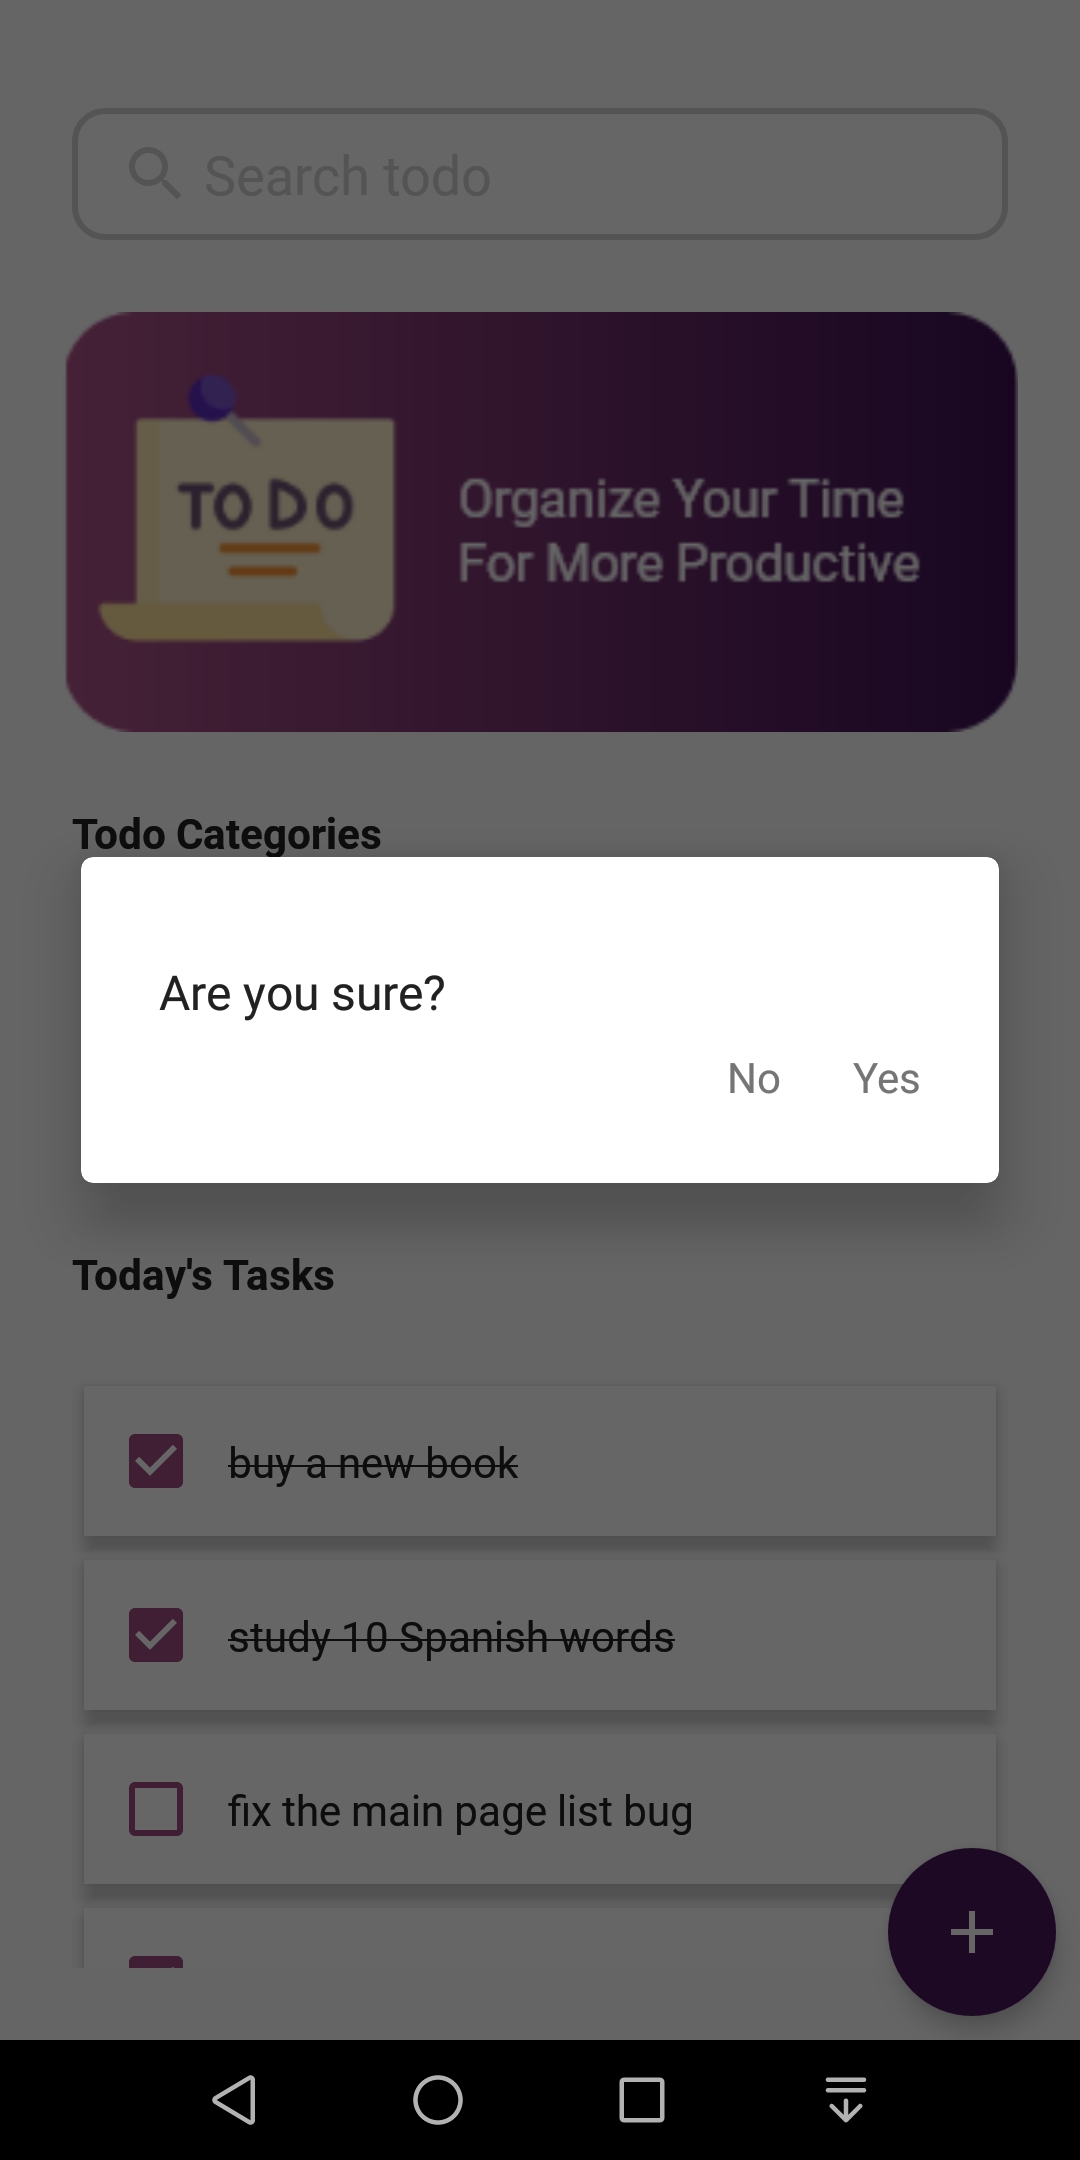 Search todo
TO DO
Organize Your Time
For More Productive
Todo Categories
Are you sure?
No Yes
Today's Tasks
buy a new book
study 10 Spanish words
fix the main page list bug